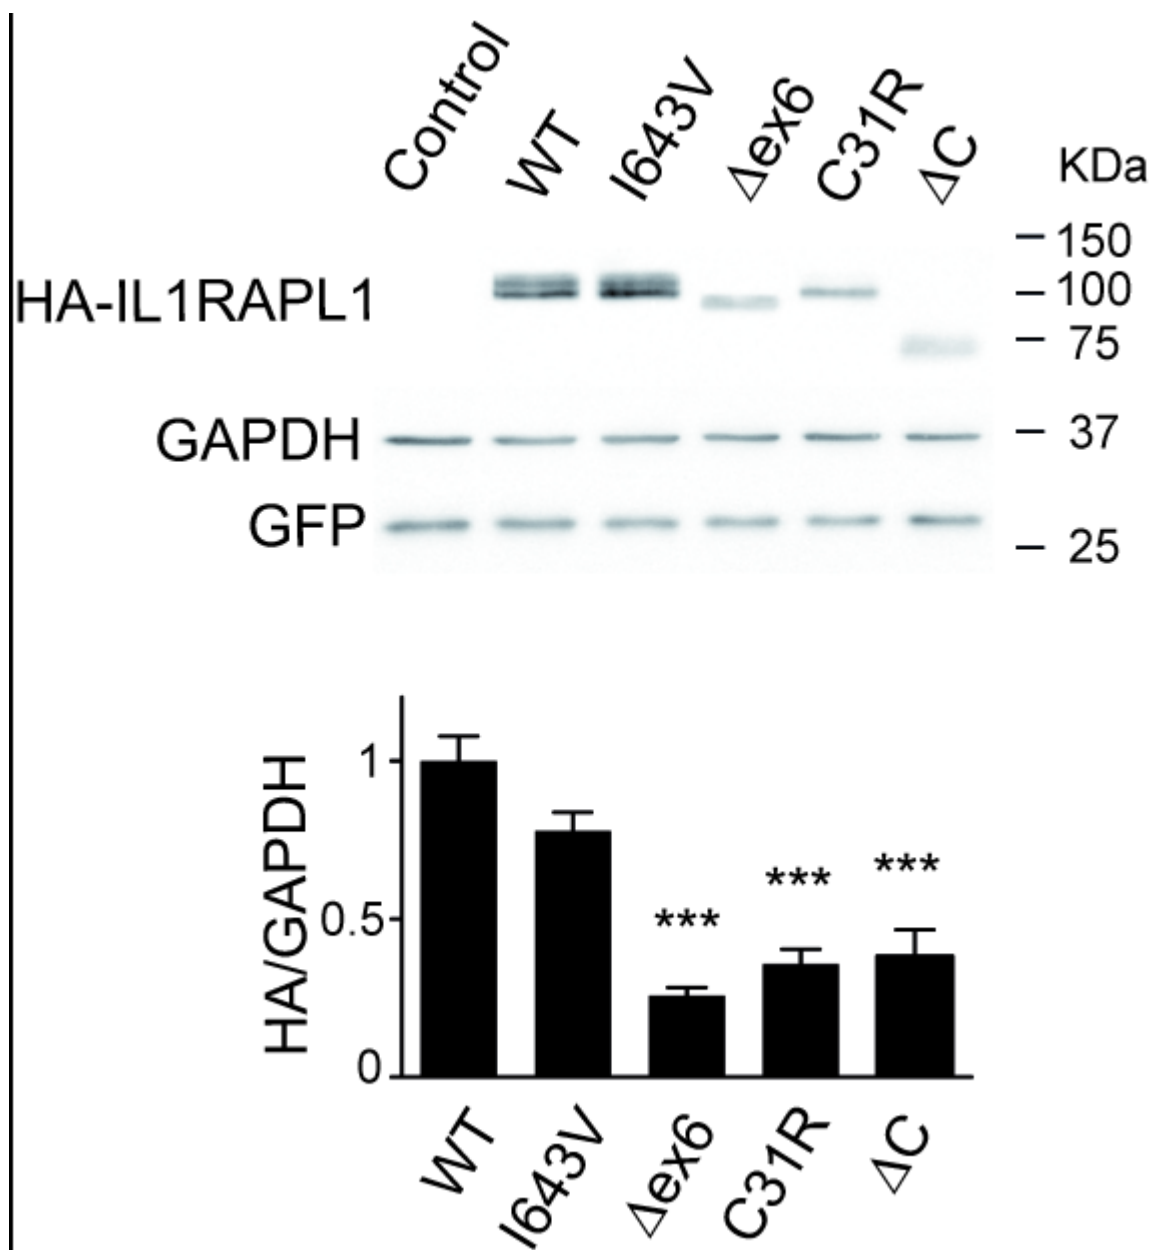 Control WT I643V Δex6 C31R ΔC
KDa
150
HA-IL1RAPL1 100
75
GAPDH 37
GFP
25
HA/GAPDH
1
0.5
0
*** *** ***
WT I643V Δex6 C31R ΔC